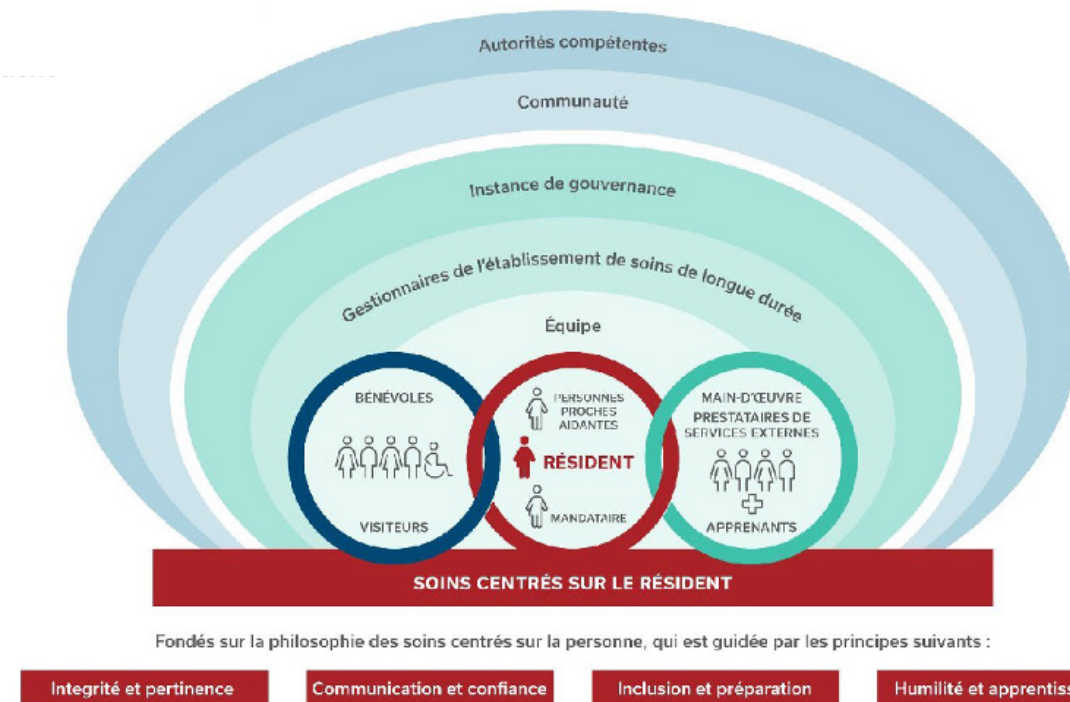 Autorités compétentes
Communauté
Instance de gouvernance
Gestionnaires de l'établissement de soins de longue durée
Équipe
BÉNÉVOLES
VISITEURS
PERSONNES
PROCHES
AIDANTES
RÉSIDENT
MANDATAIRE
MAIN-D'ŒUVRE
PRESTATAIRES DE
SERVICES EXTERNES
APPRENANTS
SOINS CENTRÉS SUR LE RÉSIDENT
Fondés sur la philosophie des soins centrés sur la personne, qui est guidée par les principes suivants :
Integrité et pertinence
Communication et confiance
Inclusion et préparation
Humilité et apprentiss